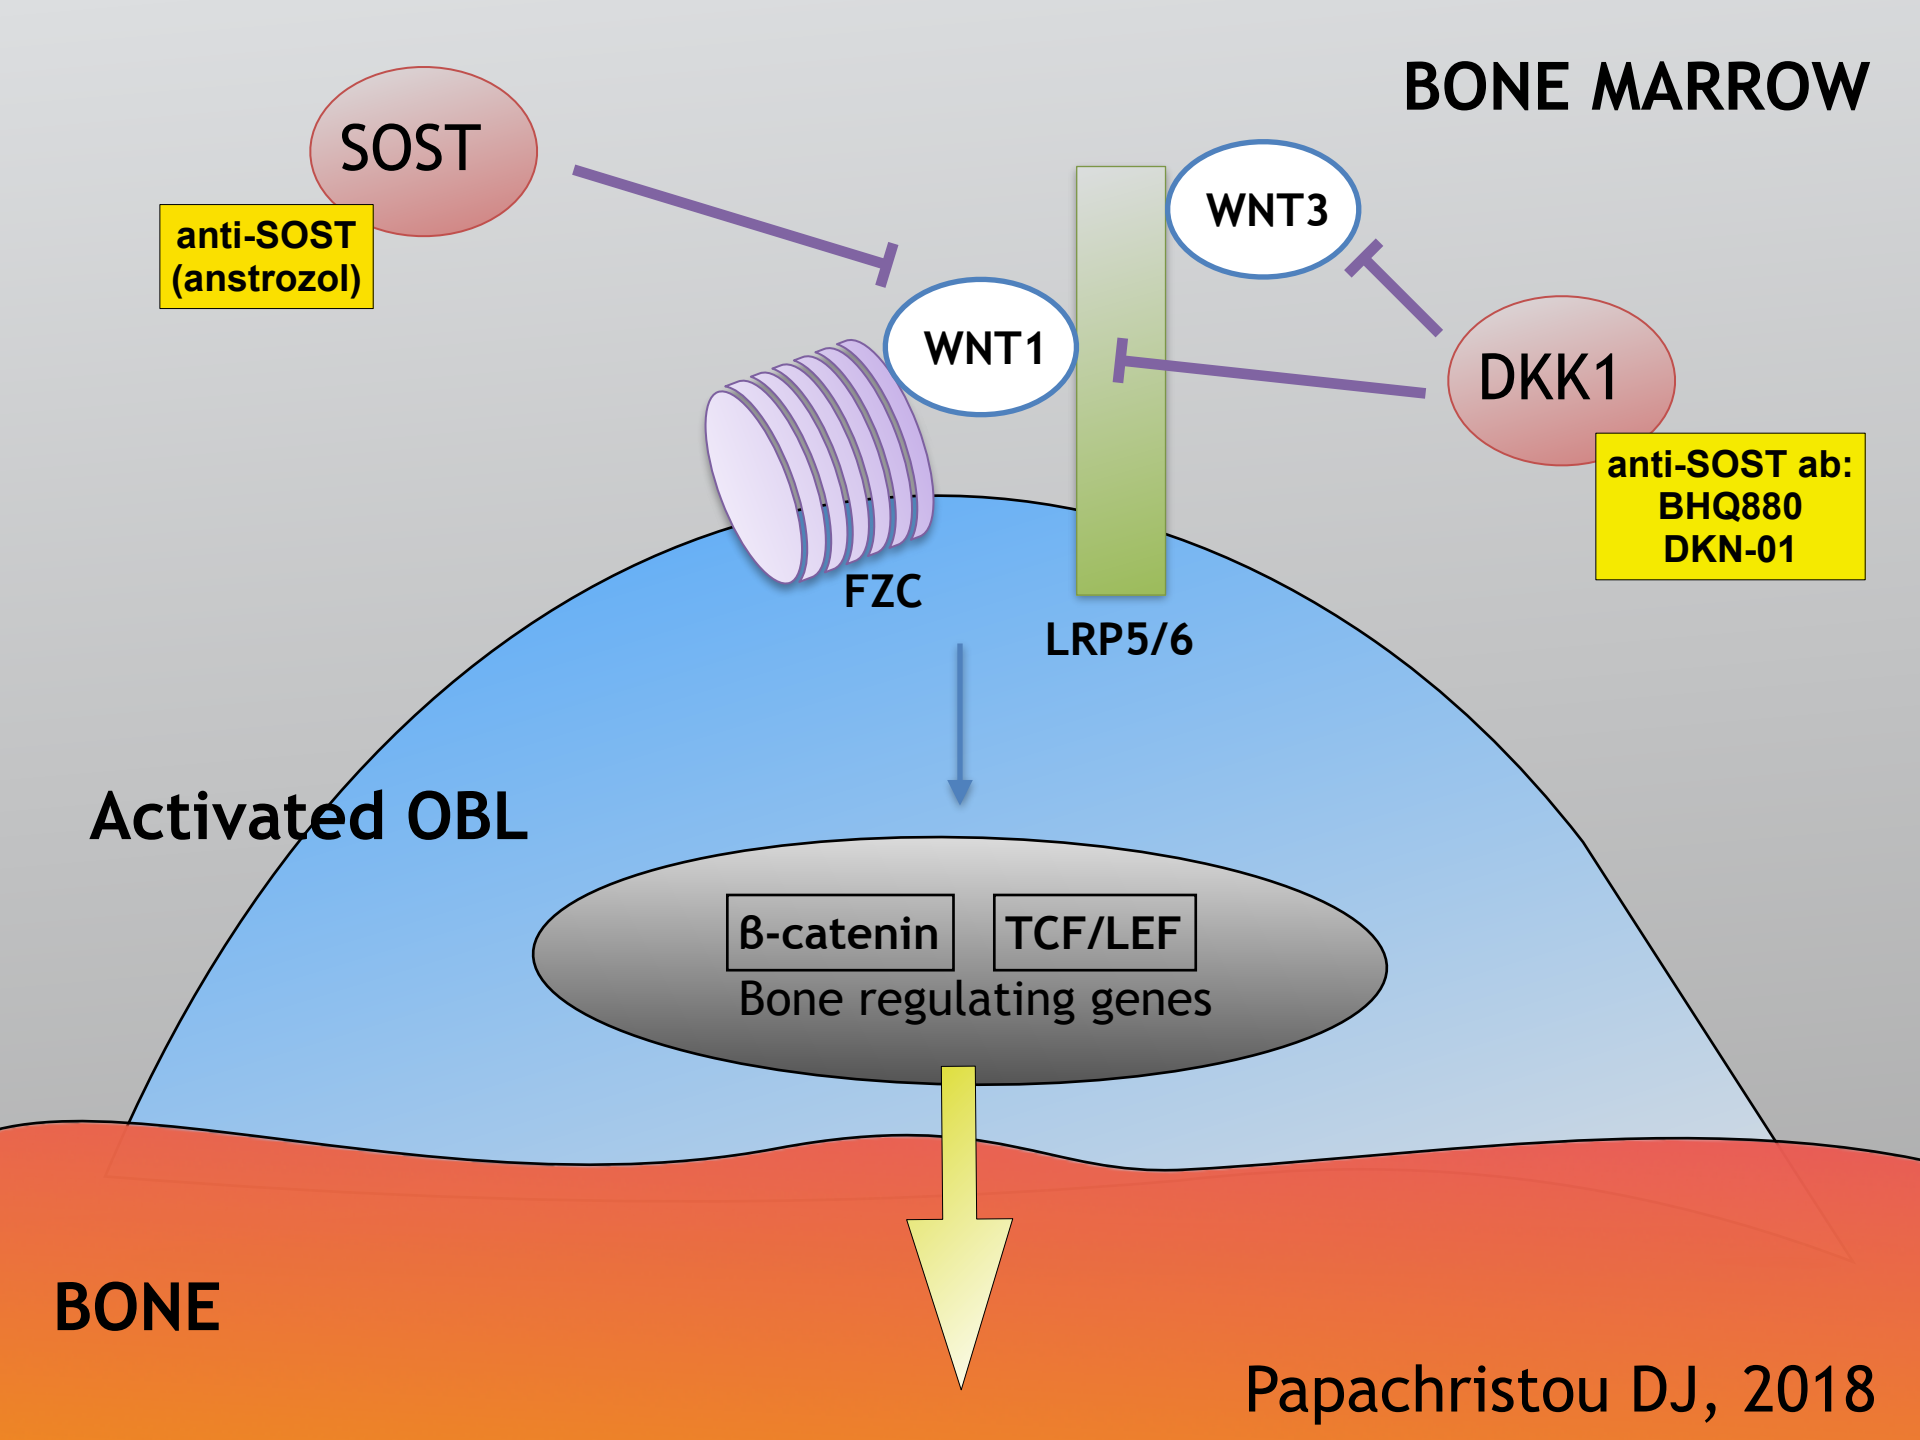 BONE MARROW
SOST
anti-SOST
(anstrozol)
WNT3
WNT1
DKK1
anti-SOST ab:
BHQ880
DKN-01
FZC
LRP5/6
Activated OBL
β-catenin
TCF/LEF
Bone regulating genes
BONE
Papachristou DJ, 2018